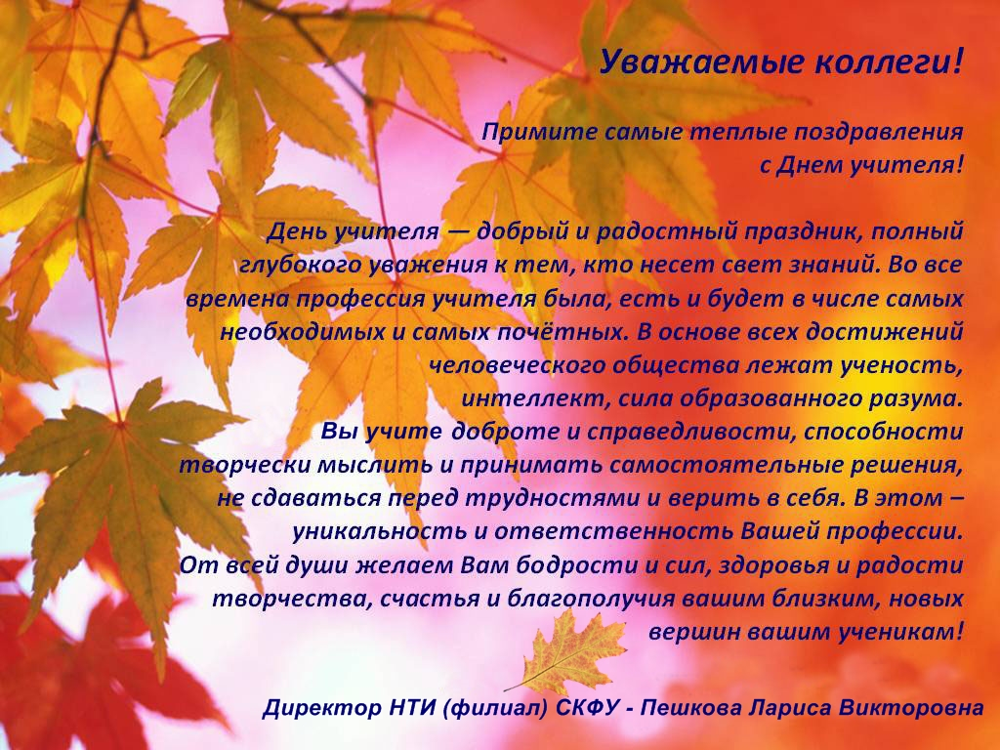 Уважаемые коллеги!
Примите самые теплые поздравления
с Днем учителя!
День учителя — добрый и радостный праздник, полный
глубокого уважения к тем, кто несет свет знаний. Во все
времена профессия учителя была, есть и будет в числе самых
необходимых и самых почётных. В основе всех достижений
человеческого общества лежат ученость,
интеллект, сила образованного разума.
Вы учите доброте и справедливости, способности
творчески мыслить и принимать самостоятельные решения,
не сдаваться перед трудностями и верить в себя. В этом –
уникальность и ответственность Вашей профессии.
От всей души желаем Вам бодрости и сил, здоровья и радости
творчества, счастья и благополучия вашим близким, новых
вершин вашим ученикам!
Директор НТИ (филиал) СКФУ - Пешкова Лариса Викторовна